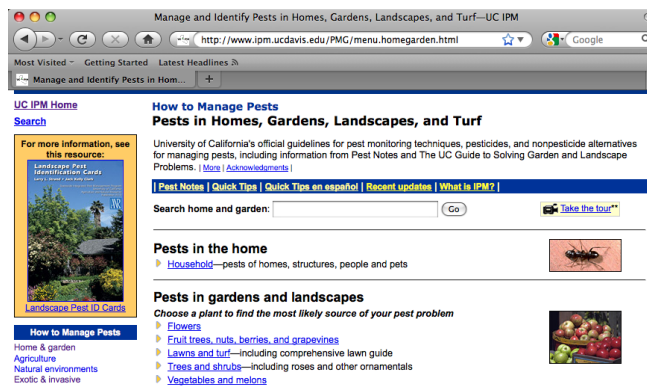 Manage and Identify Pests in Homes, Gardens, Landscapes, and Turf—UC IPM
http://www.ipm.ucdavis.edu/PMG/menu.homegarden.html
Google
Most Visited
Getting Started
Latest Headlines
Manage and Identify Pests in Hom...
+
UC IPM Home
Search
For more information, see
this resource:
Landscape Pest
Identification Cards
Landscape Pest ID Cards
How to Manage Pests
Home & garden
Agriculture
Natural environments
Exotic & invasive
How to Manage Pests
Pests in Homes, Gardens, Landscapes, and Turf
University of California's official guidelines for pest monitoring techniques, pesticides, and nonpesticide alternatives
for managing pests, including information from Pest Notes and The UC Guide to Solving Garden and Landscape
Problems. | More | Acknowledgments |
| Pest Notes | Quick Tips | Quick Tips en español | Recent updates | What is IPM? |
Search home and garden: Go
Take the tour**
Pests in the home
Household—pests of homes, structures, people and pets
Pests in gardens and landscapes
Choose a plant to find the most likely source of your pest problem
Flowers
Fruit trees, nuts, berries, and grapevines
Lawns and turf—including comprehensive lawn guide
Trees and shrubs—including roses and other ornamentals
Vegetables and melons